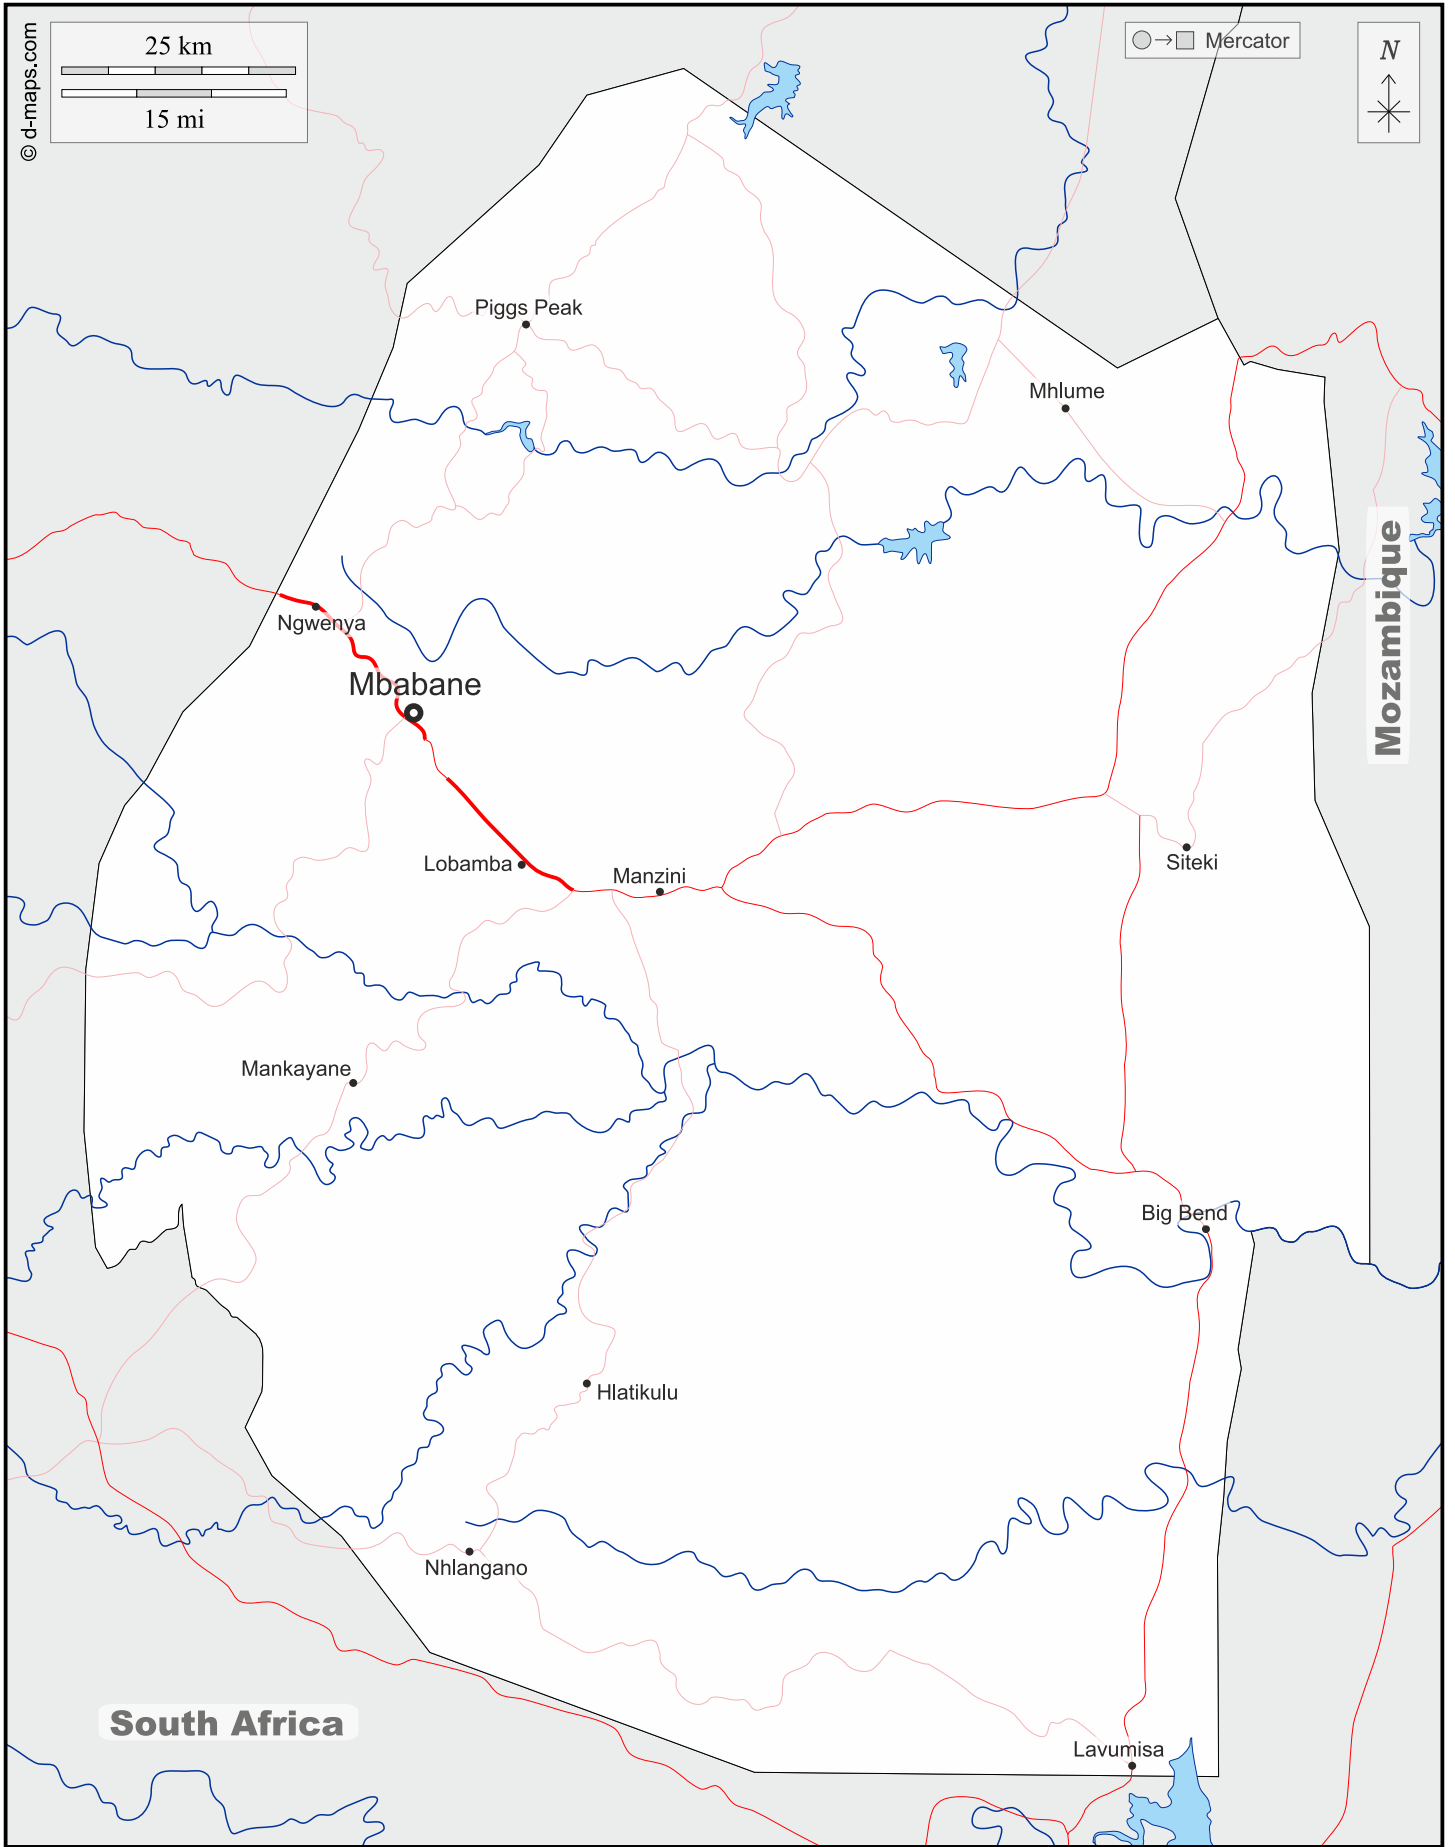 © d-maps.com
25 km
15 mi
Mercator
N
Piggs Peak
Mhlume
Mozambique
Ngwenya
Mbabane
Lobamba
Manzini
Siteki
Mankayane
Big Bend
Hlatikulu
Nhlangano
South Africa
Lavumisa